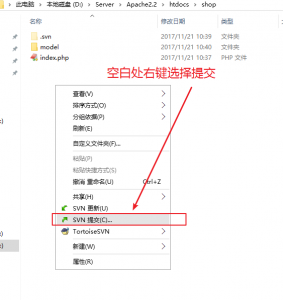 此电脑 > 本地磁盘 (D:) > Server > Apache2.2 > htdocs > shop
名称 修改日期 类型
.svn 2017/11/21 10:39 文件夹
model 2017/11/21 10:40 文件夹
index.php 2017/11/21 10:37 PHP 文件
空白处右键选择提交
查看(V)
排序方式(O)
分组依据(P)
刷新(E)
自定义文件夹(F)...
粘贴(P)
粘贴快捷方式(S)
撤消 重命名(U) Ctrl+Z
共享(H)
SVN 更新(U)
SVN 提交(C)...
TortoiseSVN
新建(W)
属性(R)